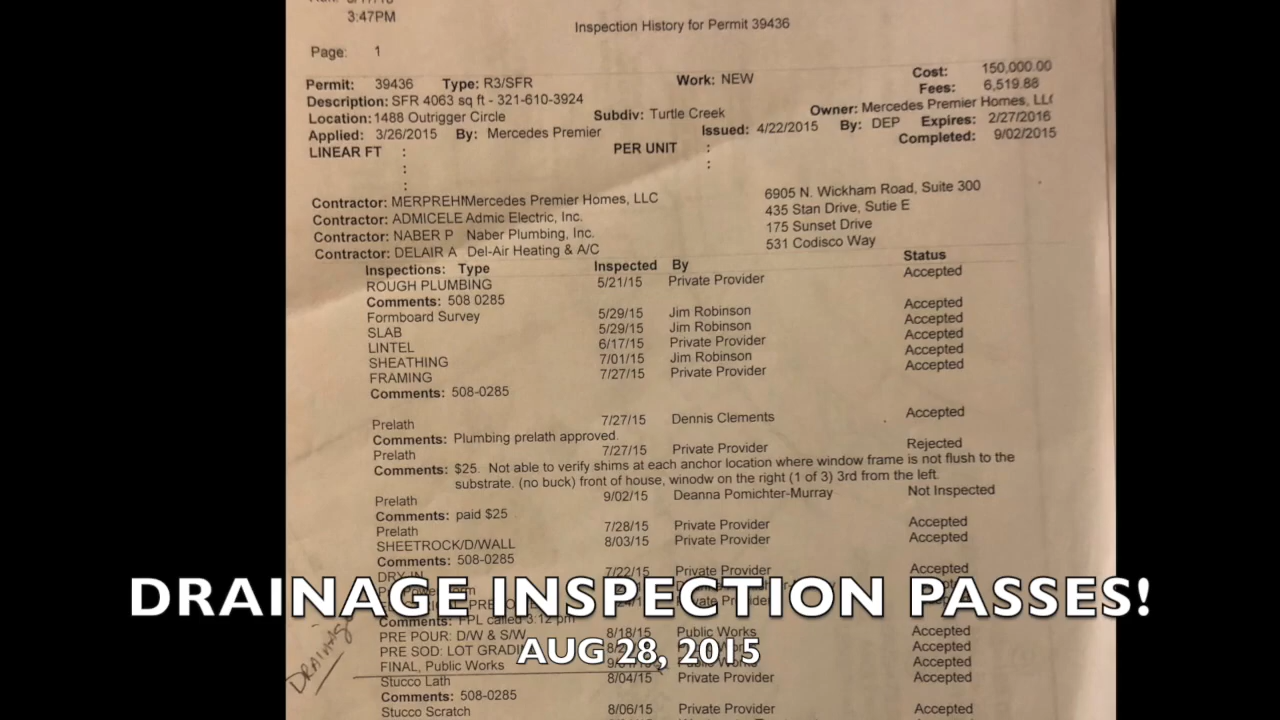 3:47PM
Inspection History for Permit 39436
Page: 1
Permit: 39436 Type: R3/SFR Work: NEW Cost: 150,000.00
Fees: 6,519.88
Description: SFR 4063 sq ft - 321-610-3924
Location: 1488 Outrigger Circle Subdiv: Turtle Creek Owner: Mercedes Premier Homes, LLC
Applied: 3/26/2015 By: Mercedes Premier Issued: 4/22/2015 By: DEP Expires: 2/27/2016
Completed: 9/02/2015
LINEAR FT : PER UNIT :
: :
:
Contractor: MERPREHM Mercedes Premier Homes, LLC 6905 N. Wickham Road, Suite 300
Contractor: ADMICELE Admic Electric, Inc. 435 Stan Drive, Sutie E
Contractor: NABER P Naber Plumbing, Inc. 175 Sunset Drive
Contractor: DELAIR A Del-Air Heating & A/C 531 Codisco Way
Inspections: Type Inspected By Status
ROUGH PLUMBING 5/21/15 Private Provider Accepted
Comments: 508 0285
Formboard Survey 5/29/15 Jim Robinson Accepted
SLAB 5/29/15 Jim Robinson Accepted
LINTEL 6/17/15 Private Provider Accepted
SHEATHING 7/01/15 Jim Robinson Accepted
FRAMING 7/27/15 Private Provider Accepted
Comments: 508-0285
Prelath 7/27/15 Dennis Clements Accepted
Comments: Plumbing prelath approved.
Prelath 7/27/15 Private Provider Rejected
Comments: $25. Not able to verify shims at each anchor location where window frame is not flush to the
substrate. (no buck) front of house, winodw on the right (1 of 3) 3rd from the left.
Prelath 9/02/15 Deanna Pomichter-Murray Not Inspected
Comments: paid $25
Prelath 7/28/15 Private Provider Accepted
SHEETROCK/D/WALL 8/03/15 Private Provider Accepted
Comments: 508-0285
DRY IN 7/22/15 Private Provider Accepted
DRAINAGE INSPECTION PASSES!
Comments: FPL called 3:12 pm
PRE POUR: D/W & S/W 8/18/15 Public Works Accepted
PRE SOD: LOT GRADING Accepted
AUG 28, 2015
FINAL, Public Works Accepted
DRAINAGE
Stucco Lath 8/04/15 Private Provider Accepted
Comments: 508-0285
Stucco Scratch 8/06/15 Private Provider Accepted